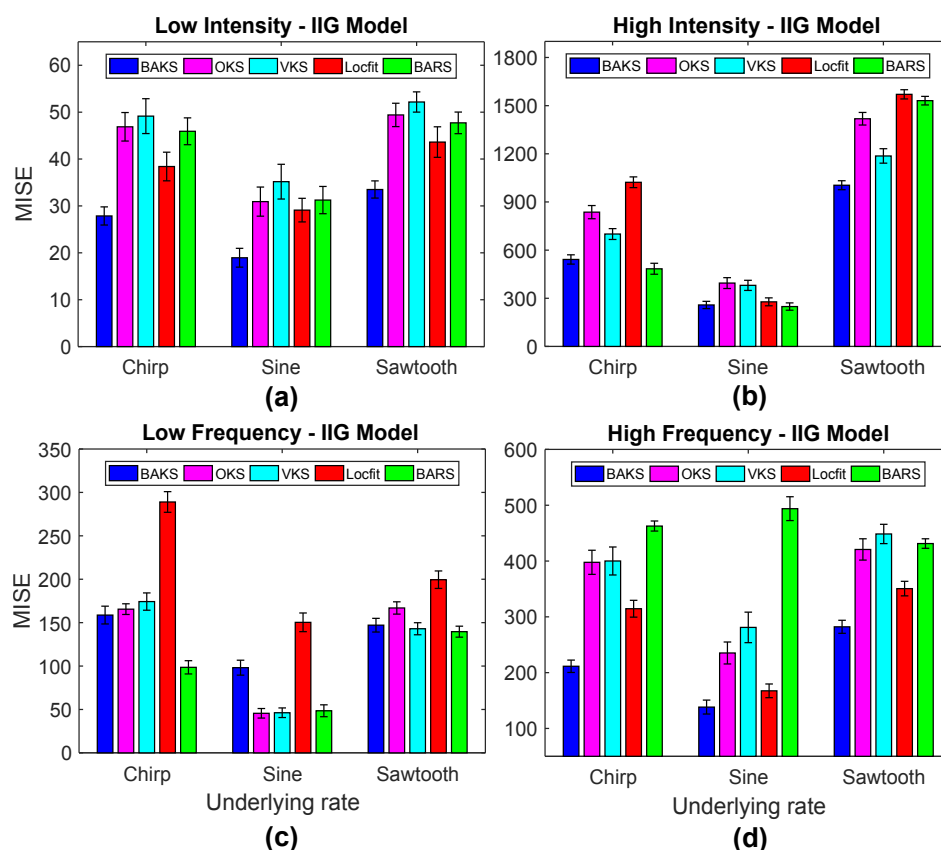 Low Intensity - IIG Model
BAKS OKS VKS Locfit BARS
MISE
60
50
40
30
20
10
0
Chirp Sine Sawtooth
(a)
High Intensity - IIG Model
BAKS OKS VKS Locfit BARS
1800
1500
1200
900
600
300
0
Chirp Sine Sawtooth
(b)
Low Frequency - IIG Model
BAKS OKS VKS Locfit BARS
MISE
350
300
250
200
150
100
50
0
Chirp Sine Sawtooth
Underlying rate
(c)
High Frequency - IIG Model
BAKS OKS VKS Locfit BARS
600
500
400
300
200
100
Chirp Sine Sawtooth
Underlying rate
(d)